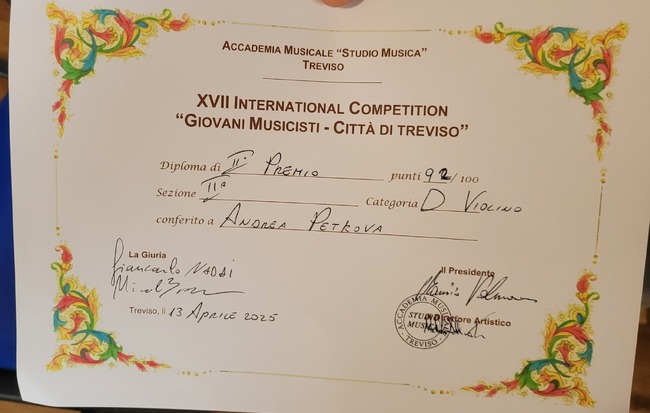 ACCADEMIA MUSICALE "STUDIO MUSICA"
TREVISO
XVII INTERNATIONAL COMPETITION
"GIOVANI MUSICISTI - CITTÀ DI TREVISO"
Diploma di II° PREMIO punti 92/100
Sezione IIª Categoria D VIOLINO
conferito a ANDREA PETKOVA
La Giuria
Giancarlo NADAI
Il Presidente
Direttore Artistico
ACCADEMIA MUSICALE
STUDIO MUSICA
TREVISO
Treviso, lì 13 APRILE 2025